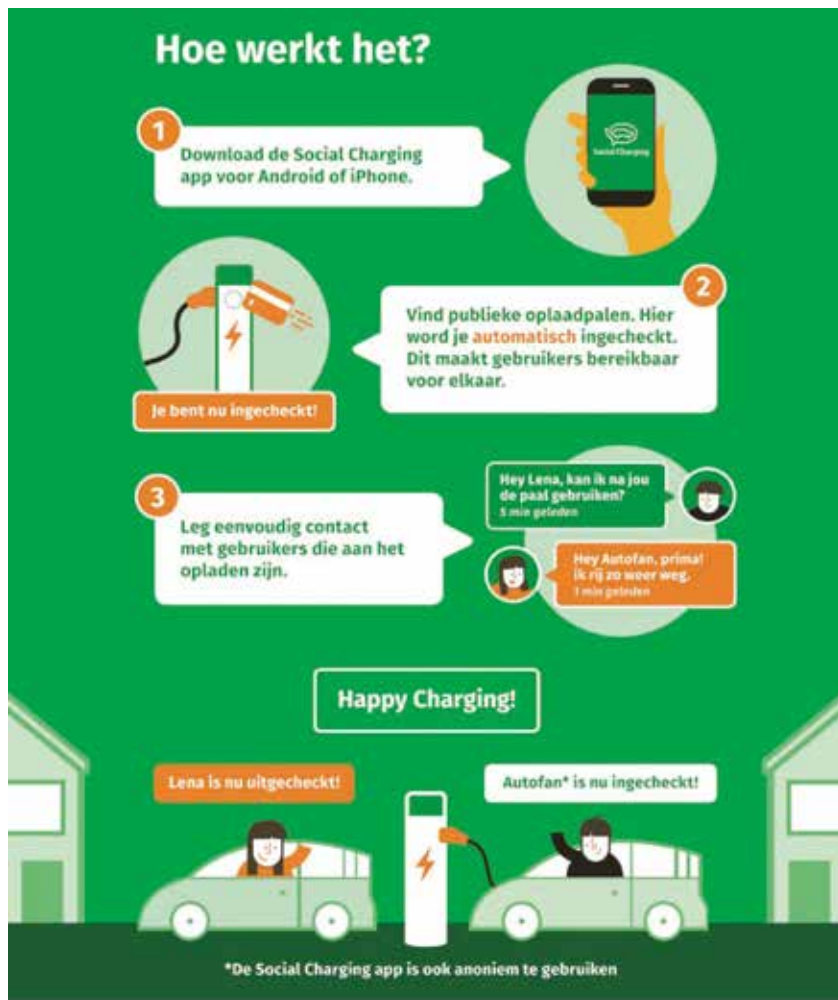 Hoe werkt het?
1
Download de Social Charging
app voor Android of iPhone.
Social Charging
2
Vind publieke oplaadpalen. Hier
word je automatisch ingecheckt.
Dit maakt gebruikers bereikbaar
voor elkaar.
Je bent nu ingecheckt!
3
Leg eenvoudig contact
met gebruikers die aan het
opladen zijn.
Hey Lena, kan ik na jou
de paal gebruiken?
5 min geleden
Hey Autofan, prima!
ik rij zo weer weg.
1 min geleden
Happy Charging!
Lena is nu uitgecheckt!
Autofan* is nu ingecheckt!
*De Social Charging app is ook anoniem te gebruiken